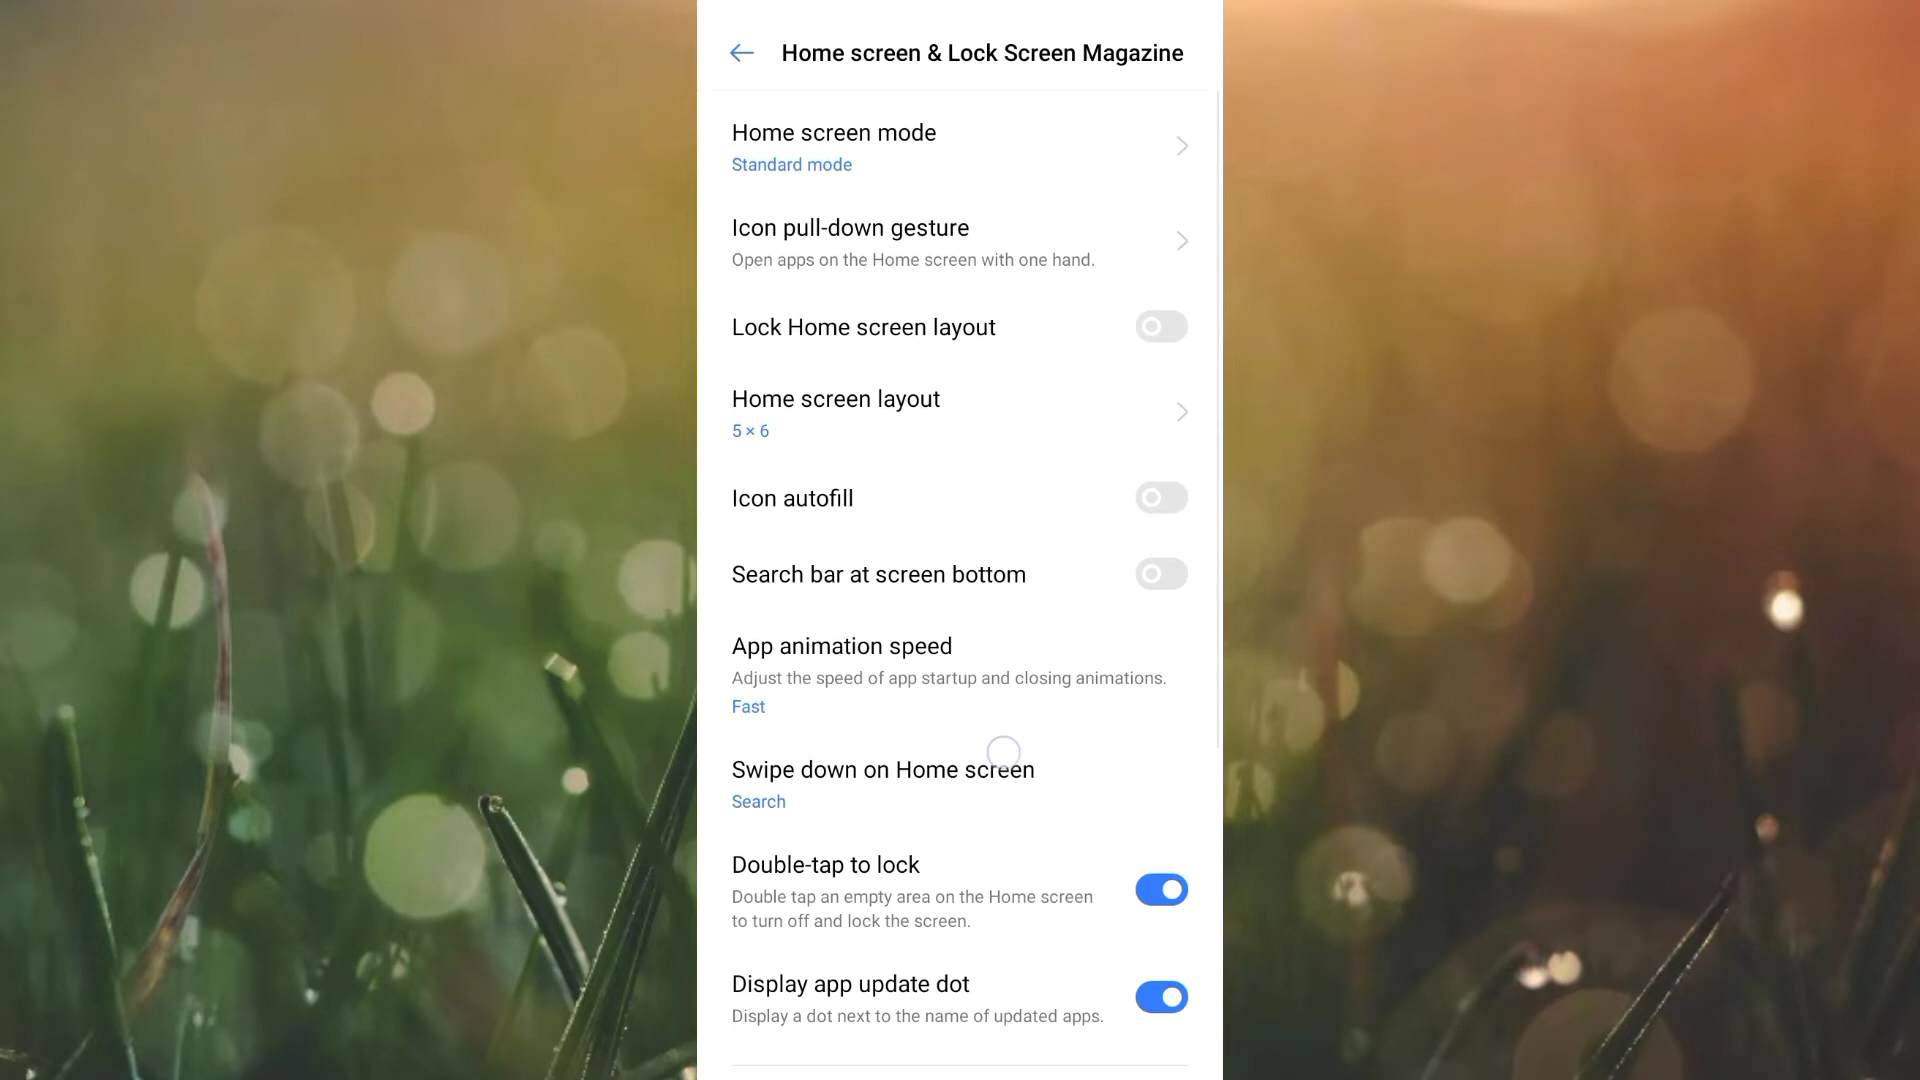 Home screen & Lock Screen Magazine
Home screen mode
Standard mode
Icon pull-down gesture
Open apps on the Home screen with one hand.
Lock Home screen layout
Home screen layout
5 × 6
Icon autofill
Search bar at screen bottom
App animation speed
Adjust the speed of app startup and closing animations.
Fast
Swipe down on Home screen
Search
Double-tap to lock
Double tap an empty area on the Home screen
to turn off and lock the screen.
Display app update dot
Display a dot next to the name of updated apps.